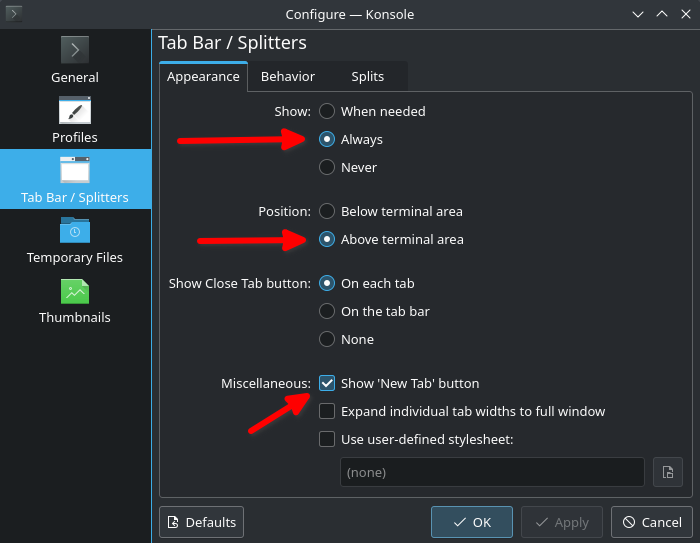 Configure — Konsole
General
Profiles
Tab Bar / Splitters
Temporary Files
Thumbnails
Tab Bar / Splitters
Appearance Behavior Splits
Show: When needed
Always
Never
Position: Below terminal area
Above terminal area
Show Close Tab button: On each tab
On the tab bar
None
Miscellaneous: Show 'New Tab' button
Expand individual tab widths to full window
Use user-defined stylesheet:
(none)
Defaults OK Apply Cancel